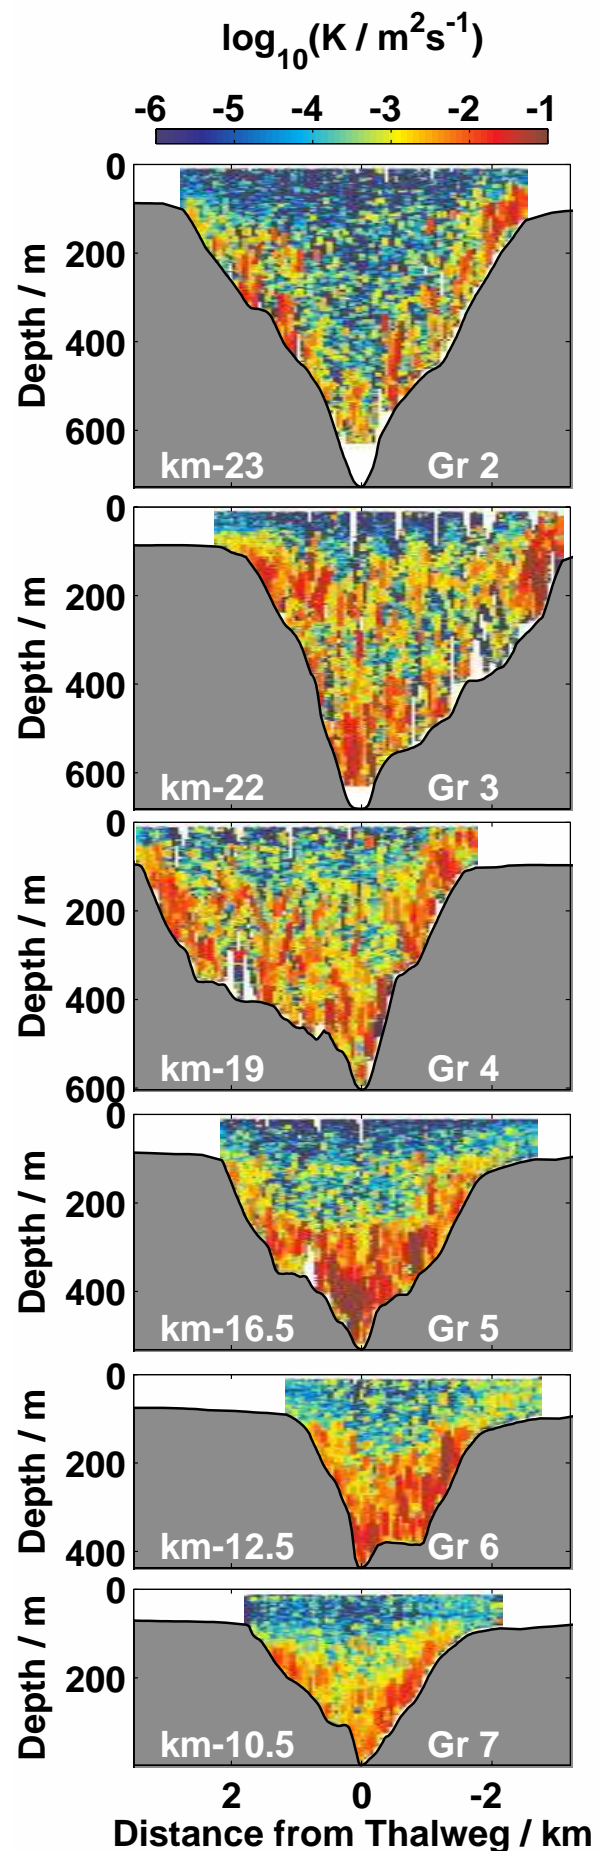 log10(K / m2s-1)
-6 -5 -4 -3 -2 -1
0
200
400
600
Depth / m
km-23 Gr 2
0
200
400
600
Depth / m
km-22 Gr 3
0
200
400
600
Depth / m
km-19 Gr 4
0
200
400
Depth / m
km-16.5 Gr 5
0
200
400
Depth / m
km-12.5 Gr 6
0
200
Depth / m
km-10.5 Gr 7
2 0 -2
Distance from Thalweg / km